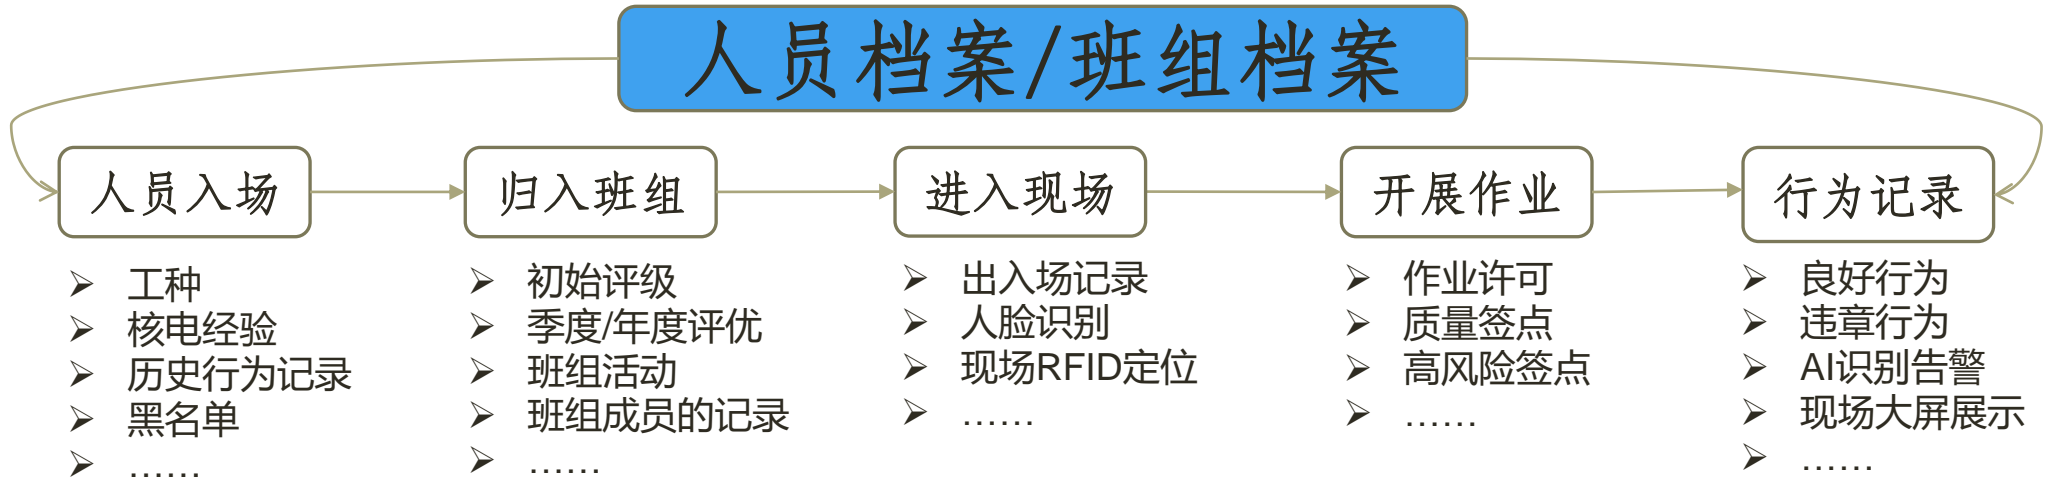 人员档案/班组档案
人员入场
归入班组
进入现场
开展作业
行为记录
工种
核电经验
历史行为记录
黑名单
……
初始评级
季度/年度评优
班组活动
班组成员的记录
……
出入场记录
人脸识别
现场RFID定位
……
作业许可
质量签点
高风险签点
……
良好行为
违章行为
AI识别告警
现场大屏展示
……